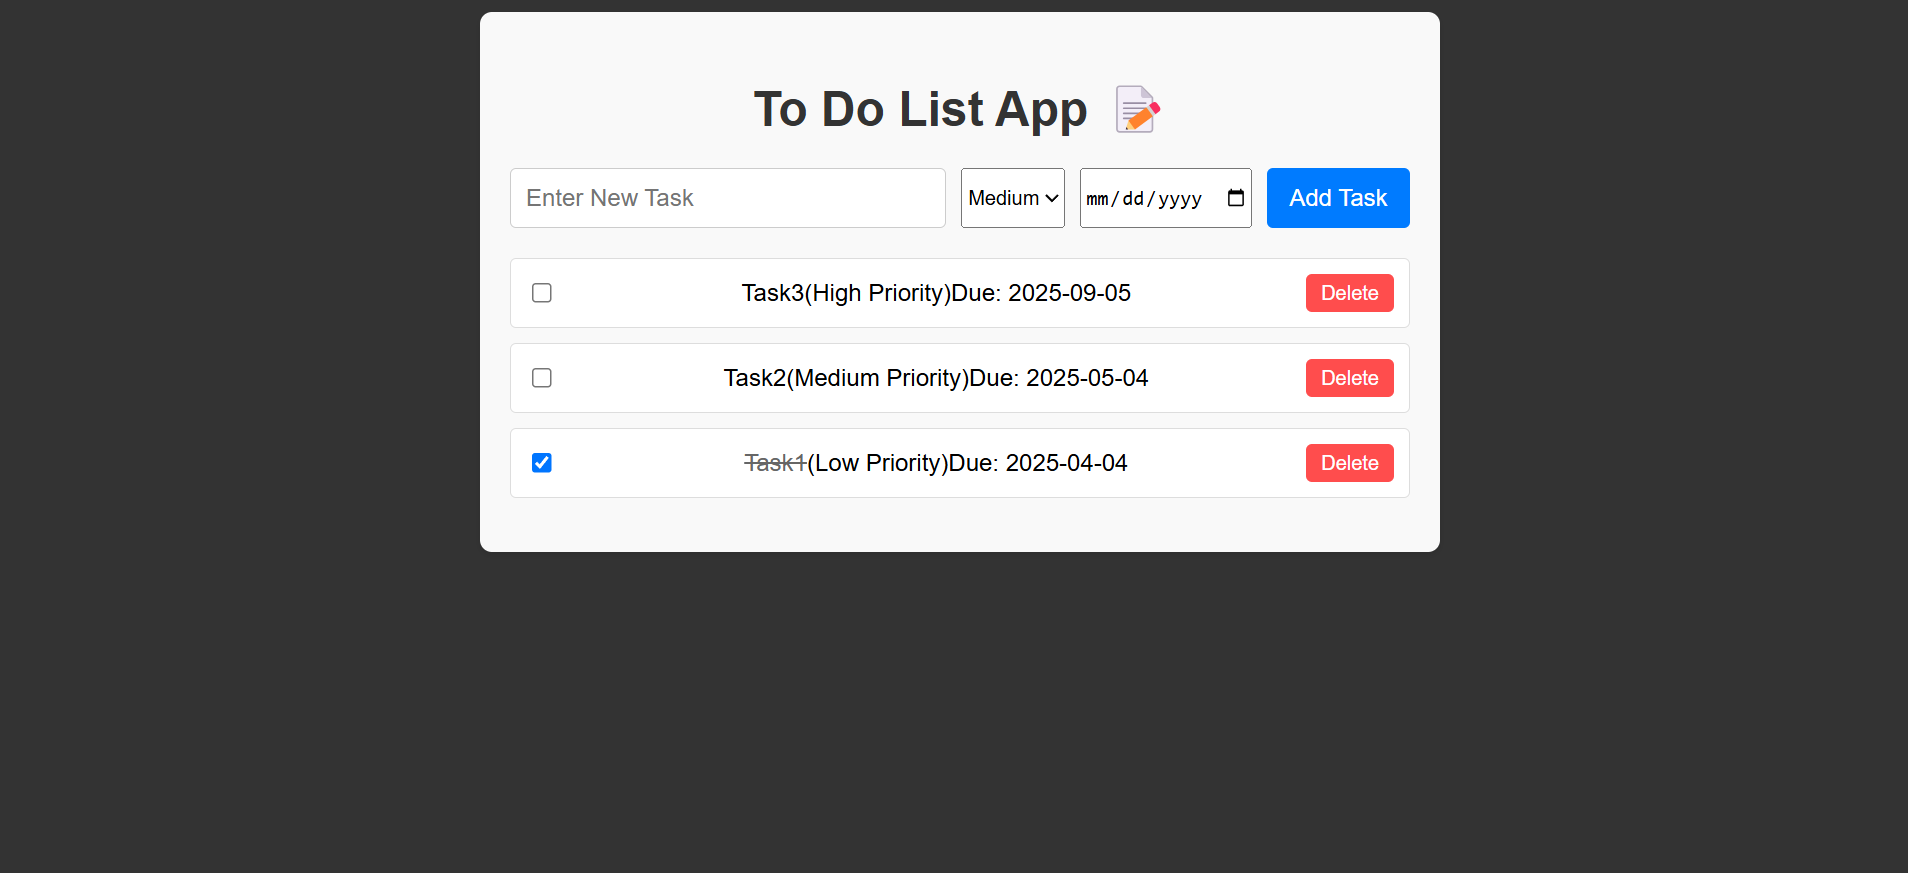 To Do List App 📝
Enter New Task Medium mm/dd/yyyy Add Task
Task3(High Priority)Due: 2025-09-05 Delete
Task2(Medium Priority)Due: 2025-05-04 Delete
Task1(Low Priority)Due: 2025-04-04 Delete